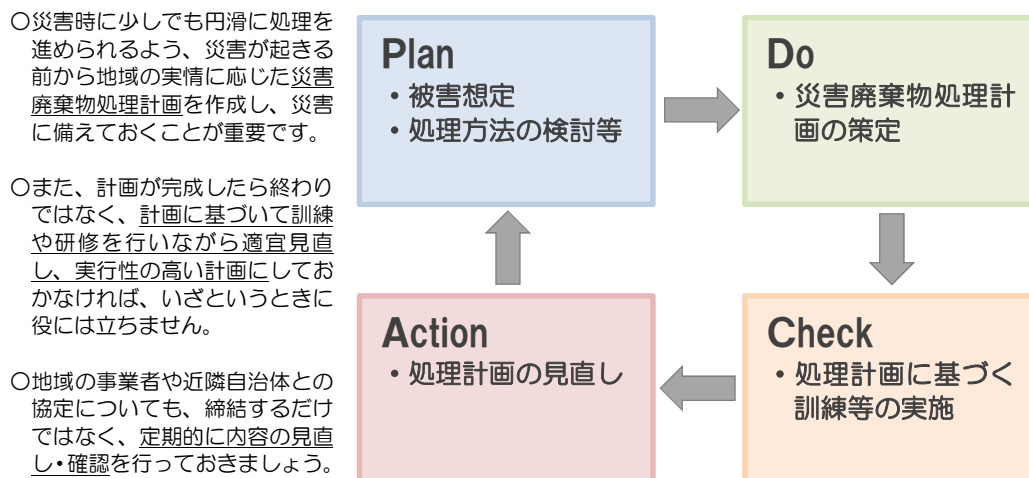 〇災害時に少しでも円滑に処理を
進められるよう、災害が起きる
前から地域の実情に応じた災害
廃棄物処理計画を作成し、災害
に備えておくことが重要です。
〇また、計画が完成したら終わり
ではなく、計画に基づいて訓練
や研修を行いながら適宜見直
し、実行性の高い計画にしてお
かなければ、いざというときに
役には立ちません。
〇地域の事業者や近隣自治体との
協定についても、締結するだけ
ではなく、定期的に内容の見直
し・確認を行っておきましょう。
Plan
・被害想定
・処理方法の検討等
Do
・災害廃棄物処理計
画の策定
Action
・処理計画の見直し
Check
・処理計画に基づく
訓練等の実施